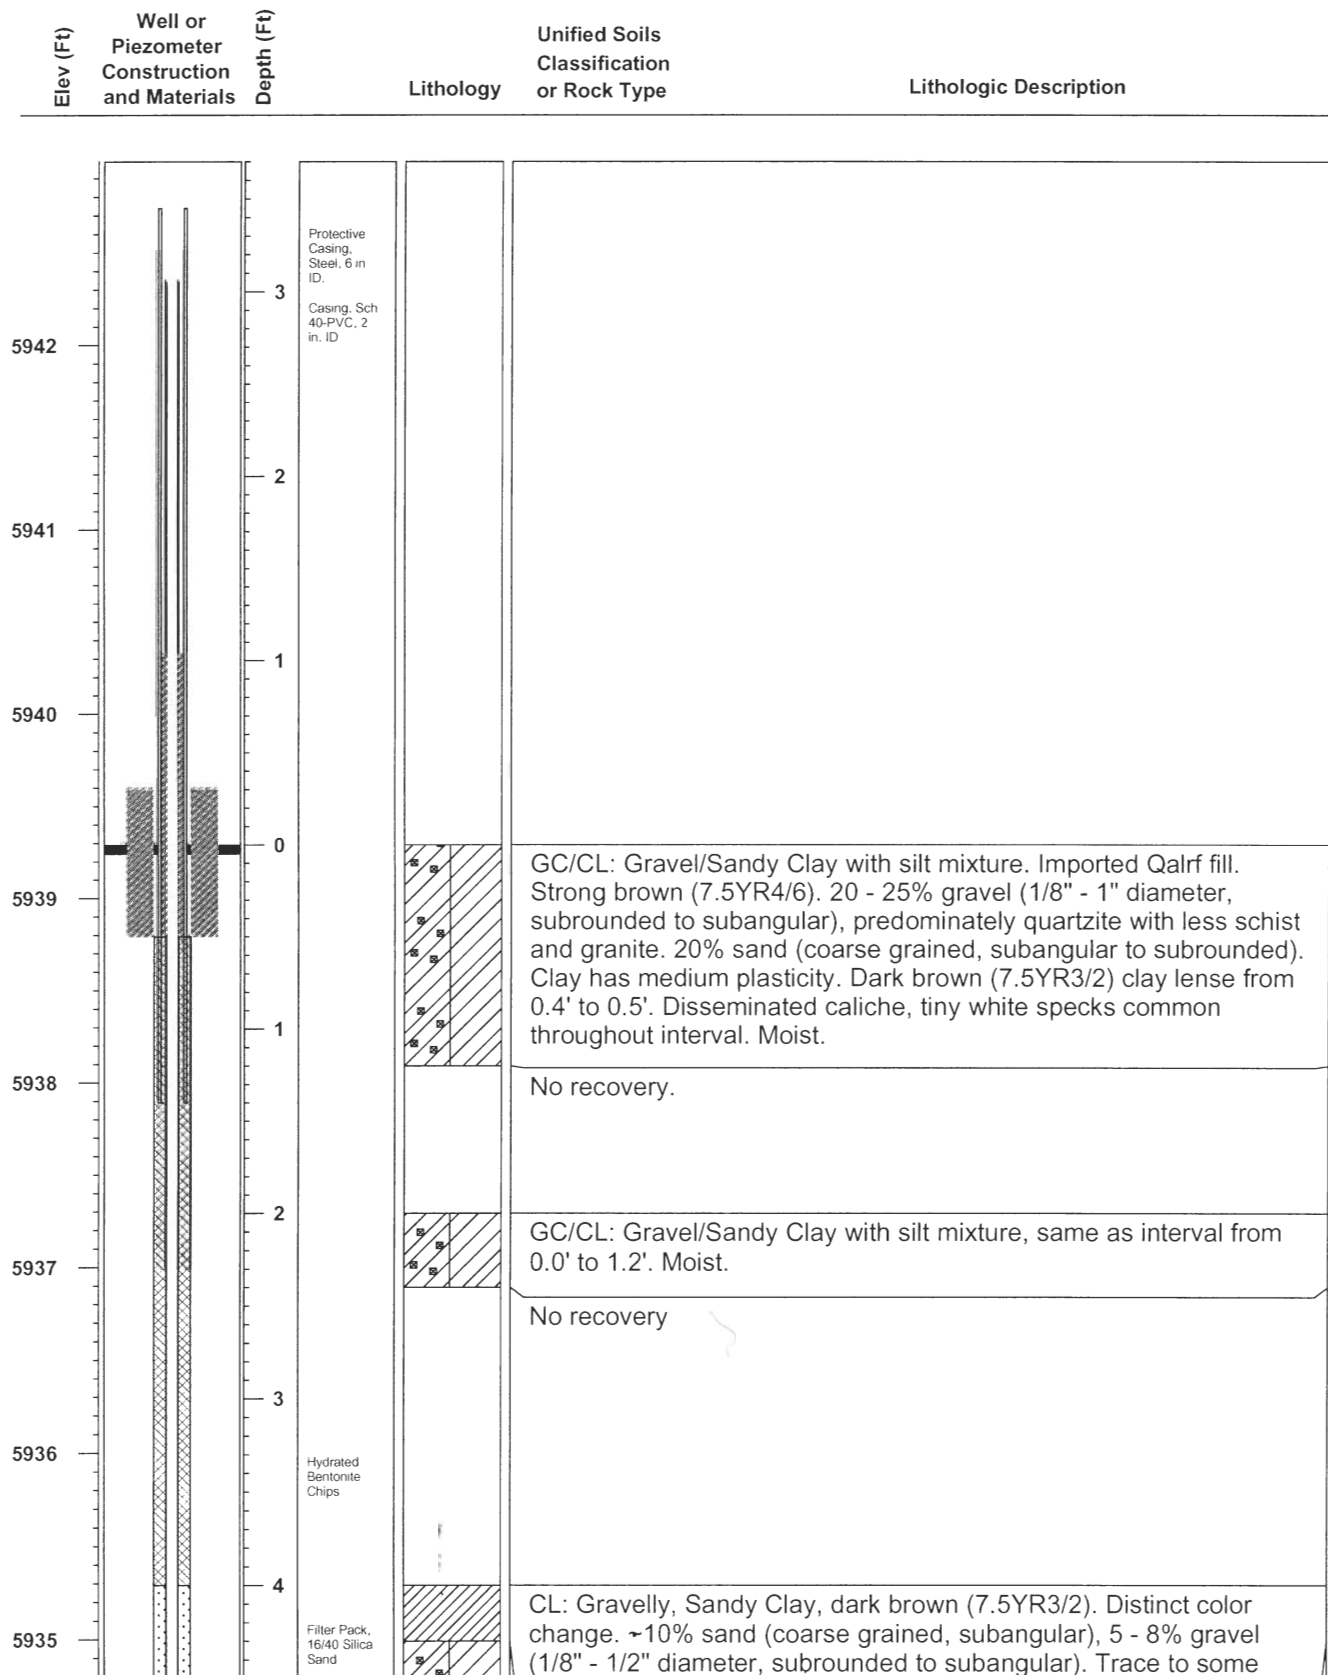 Elev (Ft)
Well or
Piezometer
Construction
and Materials
Depth (Ft)
Lithology
Unified Soils
Classification
or Rock Type
Lithologic Description
Protective
Casing,
Steel, 6 in
ID.
3
Casing, Sch
40-PVC, 2
in. ID
5942
2
5941
1
5940
0
GC/CL: Gravel/Sandy Clay with silt mixture. Imported Qalrf fill.
Strong brown (7.5YR4/6). 20 - 25% gravel (1/8" - 1" diameter,
5939
subrounded to subangular), predominately quartzite with less schist
and granite. 20% sand (coarse grained, subangular to subrounded).
Clay has medium plasticity. Dark brown (7.5YR3/2) clay lense from
0.4' to 0.5'. Disseminated caliche, tiny white specks common
1
throughout interval. Moist.
5938
No recovery.
2
GC/CL: Gravel/Sandy Clay with silt mixture, same as interval from
5937
0.0' to 1.2'. Moist.
No recovery
3
5936
Hydrated
Bentonite
Chips
4
CL: Gravelly, Sandy Clay, dark brown (7.5YR3/2). Distinct color
5935
change. ~10% sand (coarse grained, subangular), 5 - 8% gravel
Filter Pack,
16/40 Silica
Sand
(1/8" - 1/2" diameter, subrounded to subangular). Trace to some